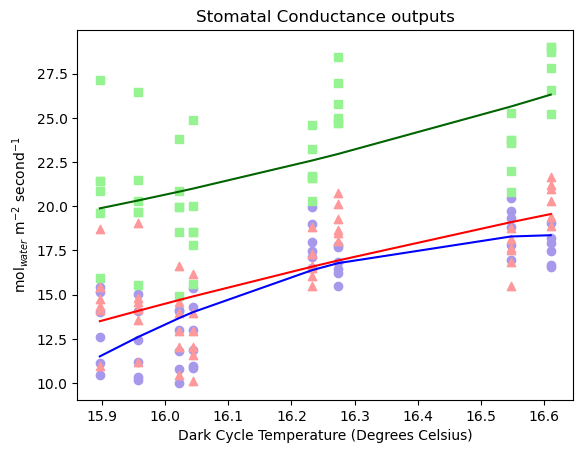 Stomatal Conductance outputs
27.5
25.0
22.5
20.0
17.5
15.0
12.5
10.0
mol$_{water}$ m$^{-2}$ second$^{-1}$
15.9 16.0 16.1 16.2 16.3 16.4 16.5 16.6
Dark Cycle Temperature (Degrees Celsius)